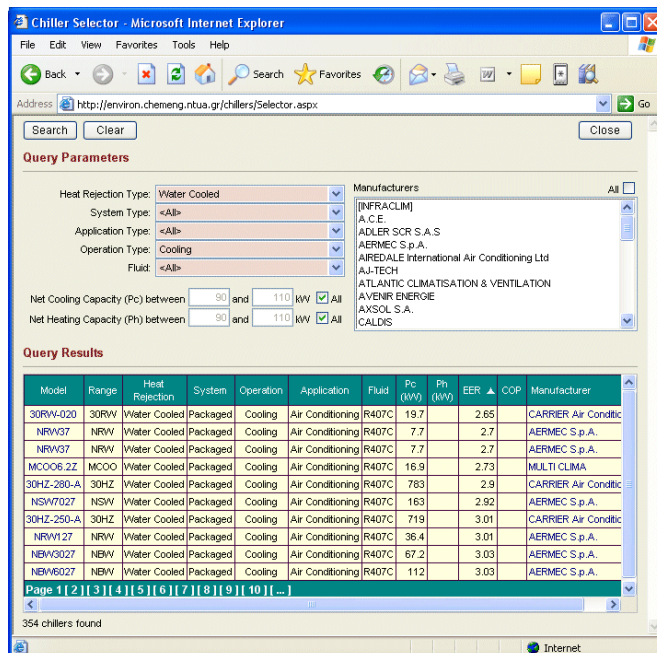 Chiller Selector - Microsoft Internet Explorer
File Edit View Favorites Tools Help
Back Search Favorites
Address http://environ.chemeng.ntua.gr/chillers/Selector.aspx Go
Search Clear Close
Query Parameters
Heat Rejection Type: Water Cooled
System Type: <All>
Application Type: <All>
Operation Type: Cooling
Fluid: <All>
Net Cooling Capacity (Pc) between 90 and 110 kW All
Net Heating Capacity (Ph) between 90 and 110 kW All
Manufacturers All
[INFRACLIM]
A.C.E.
ADLER SCR S.A.S
AERMEC S.p.A.
AIREDALE International Air Conditioning Ltd
AJ-TECH
ATLANTIC CLIMATISATION & VENTILATION
AVENIR ENERGIE
AXSOL S.A.
CALDIS
Query Results
Model Range Heat Rejection System Operation Application Fluid Pc (kW) Ph (kW) EER ▲ COP Manufacturer
30RW-020 30RW Water Cooled Packaged Cooling Air Conditioning R407C 19.7 2.65 CARRIER Air Conditic
NRW37 NRW Water Cooled Packaged Cooling Air Conditioning R407C 7.7 2.7 AERMEC S.p.A.
NRW37 NRW Water Cooled Packaged Cooling Air Conditioning R407C 7.7 2.7 AERMEC S.p.A.
MCOO6.2Z MCOO Water Cooled Packaged Cooling Air Conditioning R407C 16.9 2.73 MULTI CLIMA
30HZ-280-A 30HZ Water Cooled Packaged Cooling Air Conditioning R407C 783 2.9 CARRIER Air Conditic
NSW7027 NSW Water Cooled Packaged Cooling Air Conditioning R407C 163 2.92 AERMEC S.p.A.
30HZ-250-A 30HZ Water Cooled Packaged Cooling Air Conditioning R407C 719 3.01 CARRIER Air Conditic
NRW127 NRW Water Cooled Packaged Cooling Air Conditioning R407C 36.4 3.01 AERMEC S.p.A.
NBW3027 NBW Water Cooled Packaged Cooling Air Conditioning R407C 67.2 3.03 AERMEC S.p.A.
NBW6027 NBW Water Cooled Packaged Cooling Air Conditioning R407C 112 3.03 AERMEC S.p.A.
Page 1 [ 2 ] [ 3 ] [ 4 ] [ 5 ] [ 6 ] [ 7 ] [ 8 ] [ 9 ] [ 10 ] [ ... ]
354 chillers found
Internet